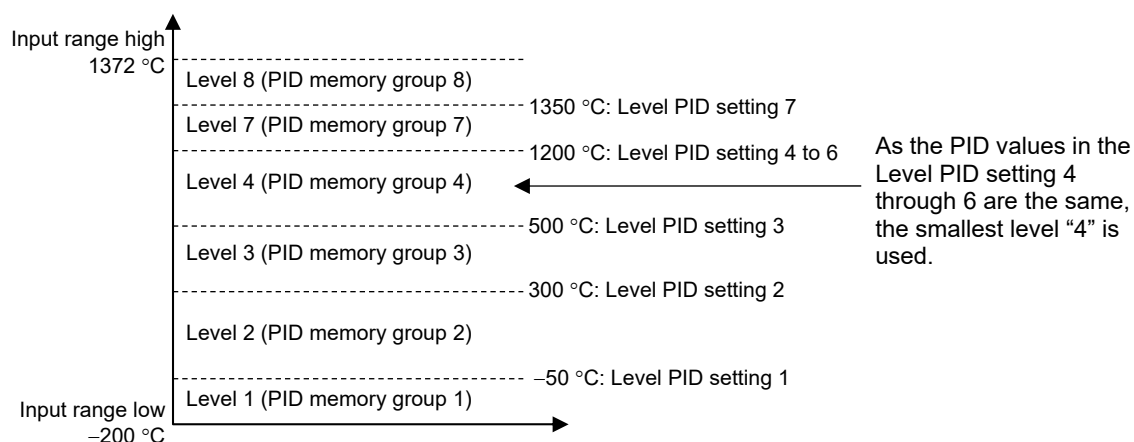 Input range high
1372 °C
Level 8 (PID memory group 8)
1350 °C: Level PID setting 7
Level 7 (PID memory group 7)
1200 °C: Level PID setting 4 to 6
Level 4 (PID memory group 4)
As the PID values in the
Level PID setting 4
through 6 are the same,
the smallest level “4” is
used.
500 °C: Level PID setting 3
Level 3 (PID memory group 3)
300 °C: Level PID setting 2
Level 2 (PID memory group 2)
−50 °C: Level PID setting 1
Level 1 (PID memory group 1)
Input range low
−200 °C